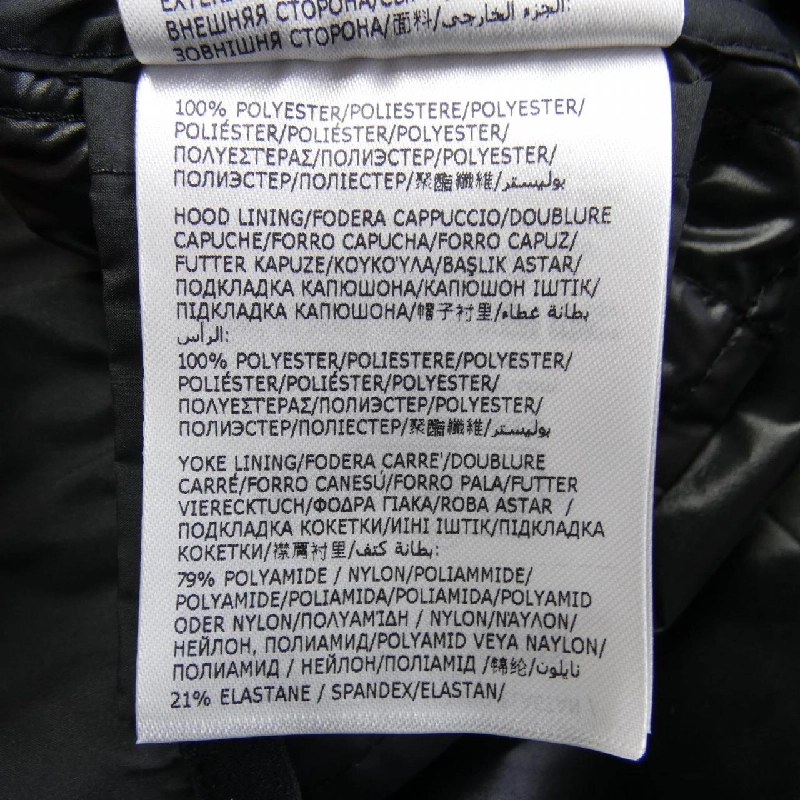 ВНЕШНЯЯ СТОРОНА/
ЗОВНІШНЯ СТОРОНА/面料/الجزء الخارجي:
100% POLYESTER/POLIESTERE/POLYESTER/
POLIÉSTER/POLIÉSTER/POLYESTER/
ΠΟΛΥΕΣΤΕΡΑΣ/ПОЛИЭСТЕР/POLYESTER/
ПОЛИЭСТЕР/ПОЛІЕСТЕР/聚酯纖維/بوليستر
HOOD LINING/FODERA CAPPUCCIO/DOUBLURE
CAPUCHE/FORRO CAPUCHA/FORRO CAPUZ/
FUTTER KAPUZE/ΚΟΥΚΟΎΛΑ/BAŞLIK ASTAR/
ПОДКЛАДКА КАПЮШОНА/КАПЮШОН ІШТІК/
ПІДКЛАДКА КАПЮШОНА/帽子衬里/بطانة غطاء
الرأس:
100% POLYESTER/POLIESTERE/POLYESTER/
POLIÉSTER/POLIÉSTER/POLYESTER/
ΠΟΛΥΕΣΤΕΡΑΣ/ПОЛИЭСТЕР/POLYESTER/
ПОЛИЭСТЕР/ПОЛІЕСТЕР/聚酯纖維/بوليستر
YOKE LINING/FODERA CARRE'/DOUBLURE
CARRÉ/FORRO CANESÚ/FORRO PALA/FUTTER
VIERECKTUCH/ΦΟΔΡΑ ΓΙΑΚΑ/ROBA ASTAR /
ПОДКЛАДКА КОКЕТКИ/ИІНІ ІШТІК/ПІДКЛАДКА
КОКЕТКИ/襟肩衬里/بطانة كتف:
79% POLYAMIDE / NYLON/POLIAMMIDE/
POLYAMIDE/POLIAMIDA/POLIAMIDA/POLYAMID
ODER NYLON/ΠΟΛΥΑΜΊΔΗ / NYLON/ΝΑΎΛΟΝ/
НЕЙЛОН, ПОЛИАМИД/POLYAMID VEYA NAYLON/
ПОЛИАМИД / НЕЙЛОН/ПОЛІАМІД /锦纶/نايلون
21% ELASTANE / SPANDEX/ELASTAN/